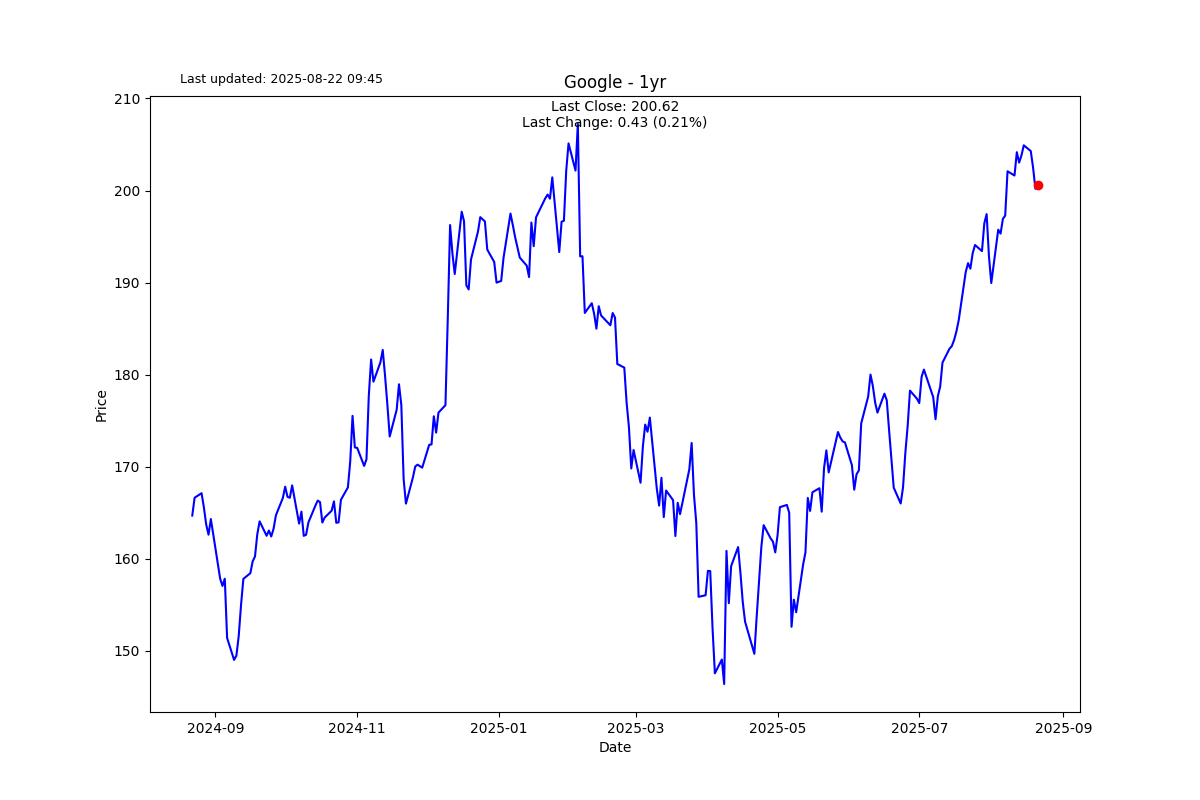 Last updated: 2025-08-22 09:45
Google - 1yr
Last Close: 200.62
Last Change: 0.43 (0.21%)
210
200
190
180
170
160
150
Price
2024-09
2024-11
2025-01
2025-03
2025-05
2025-07
2025-09
Date